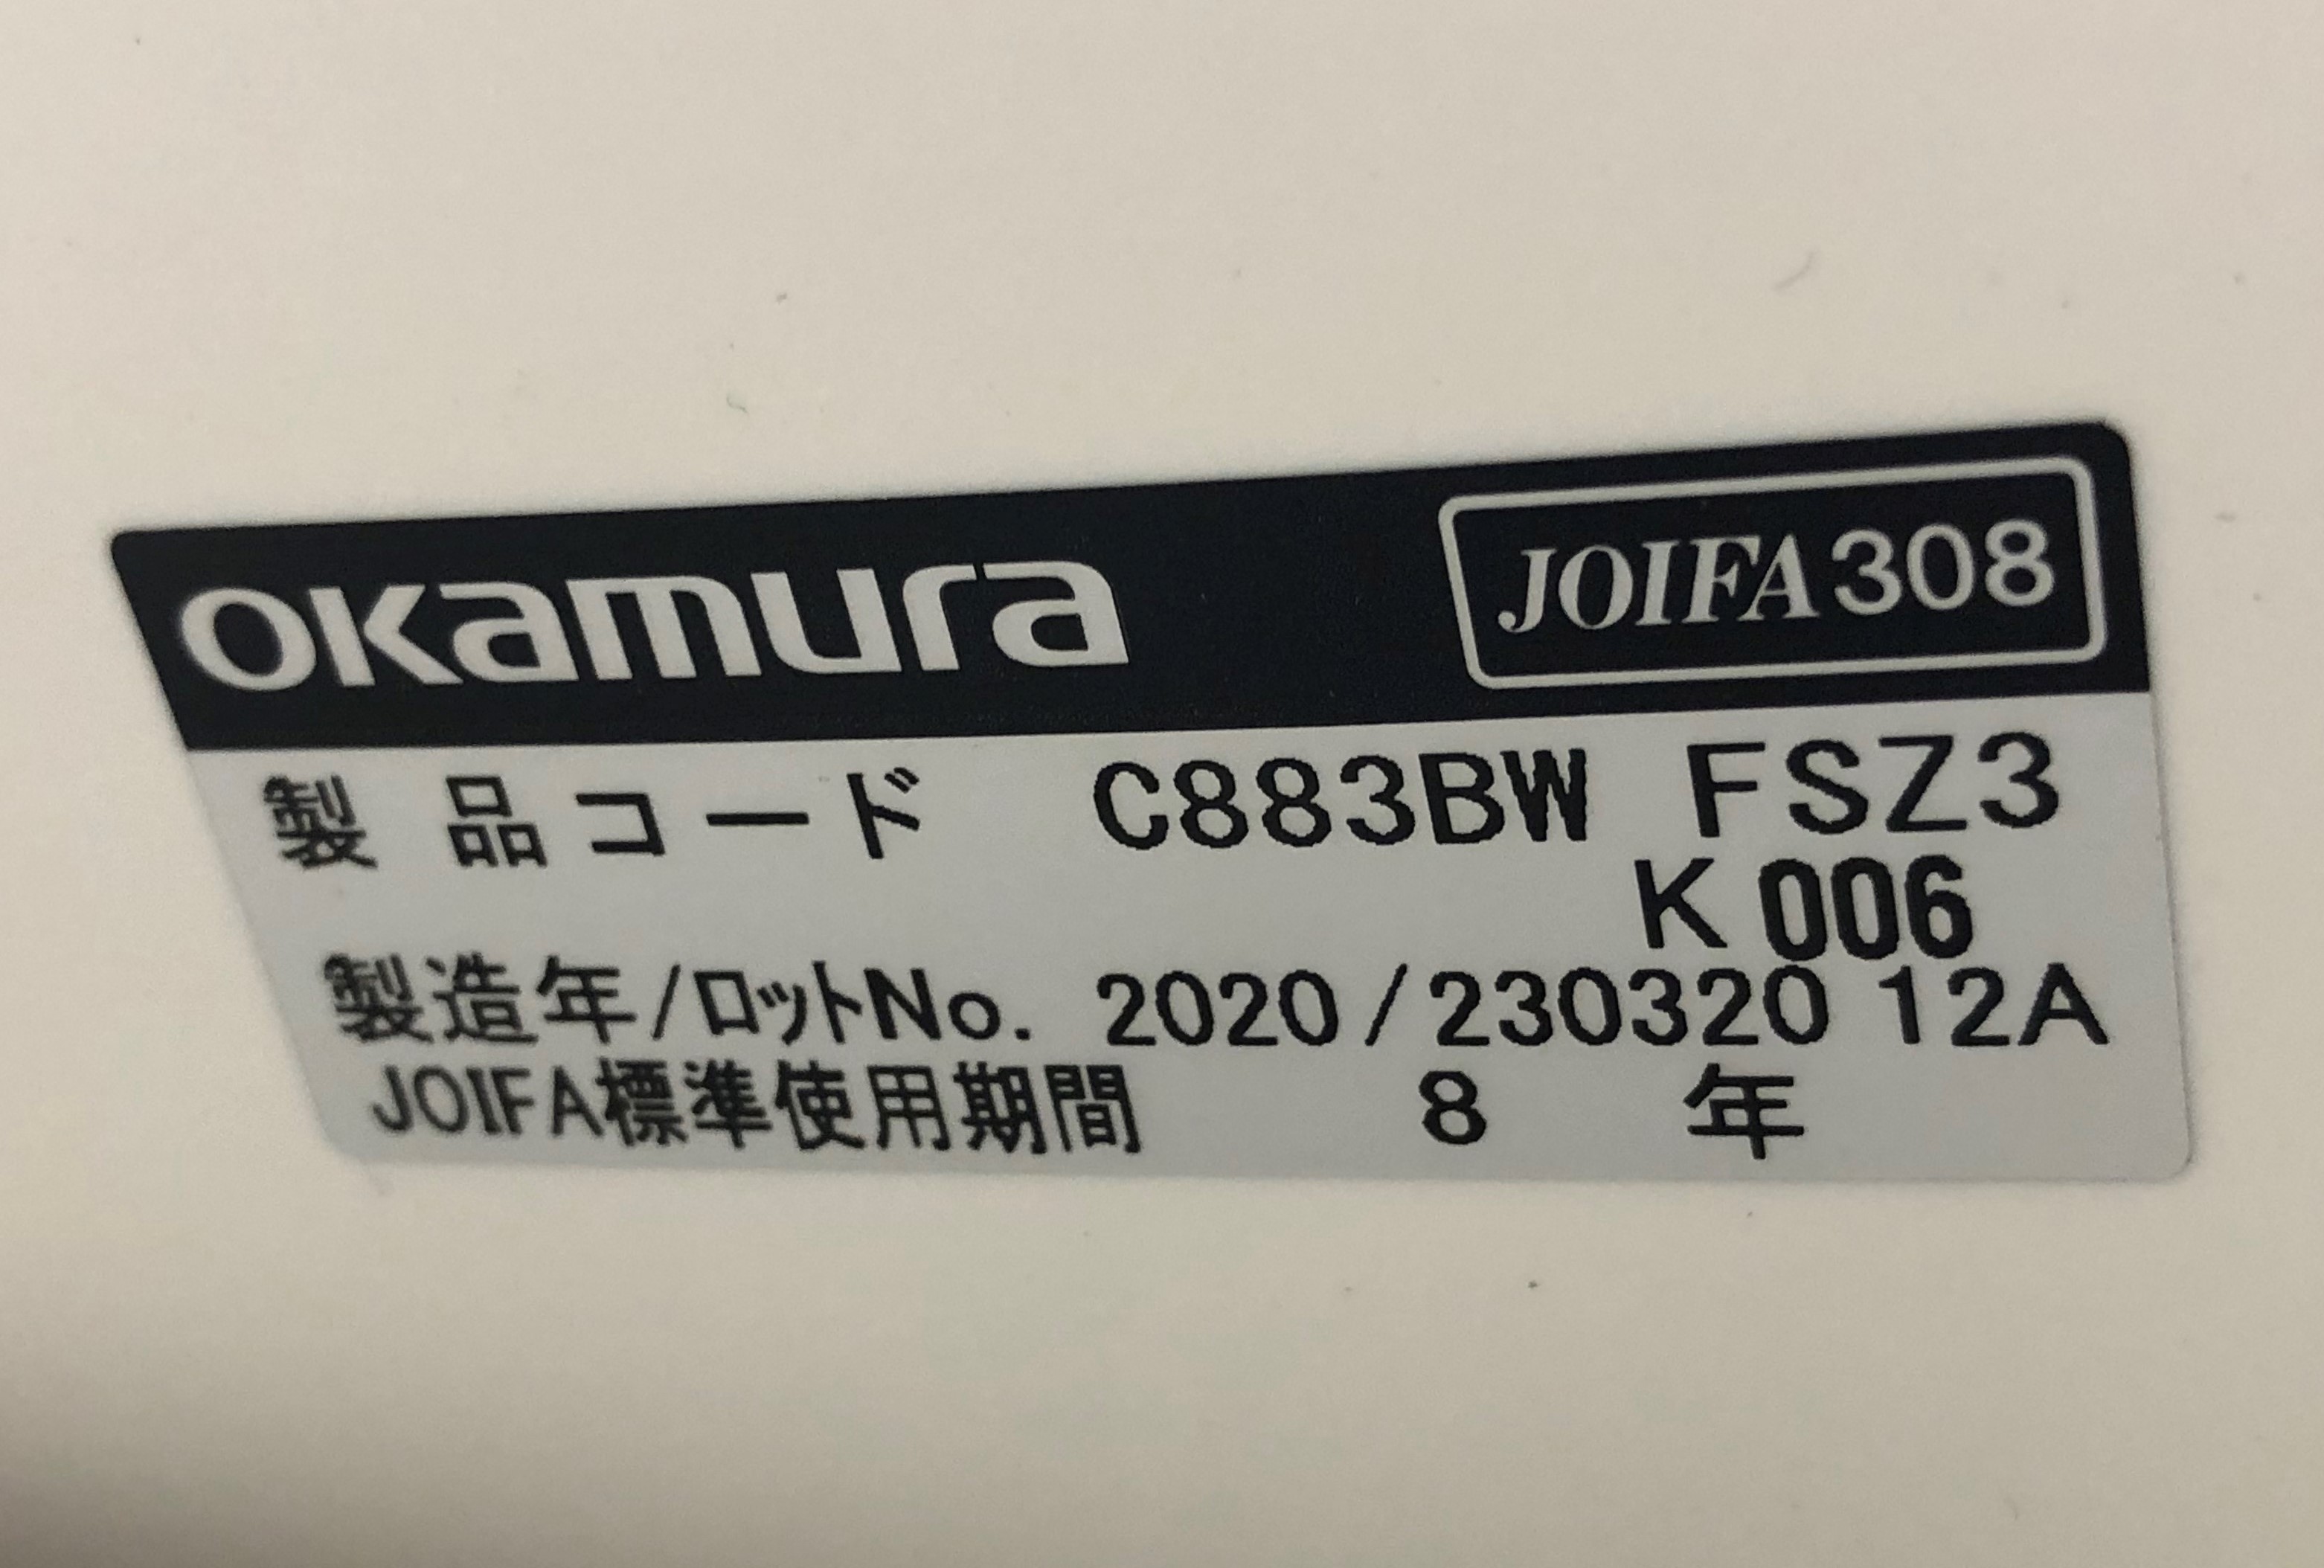 okamura JOIFA308
製品コード C883BW FSZ3
K 006
製造年/ロットNo. 2020/230320 12A
JOIFA標準使用期間 8 年